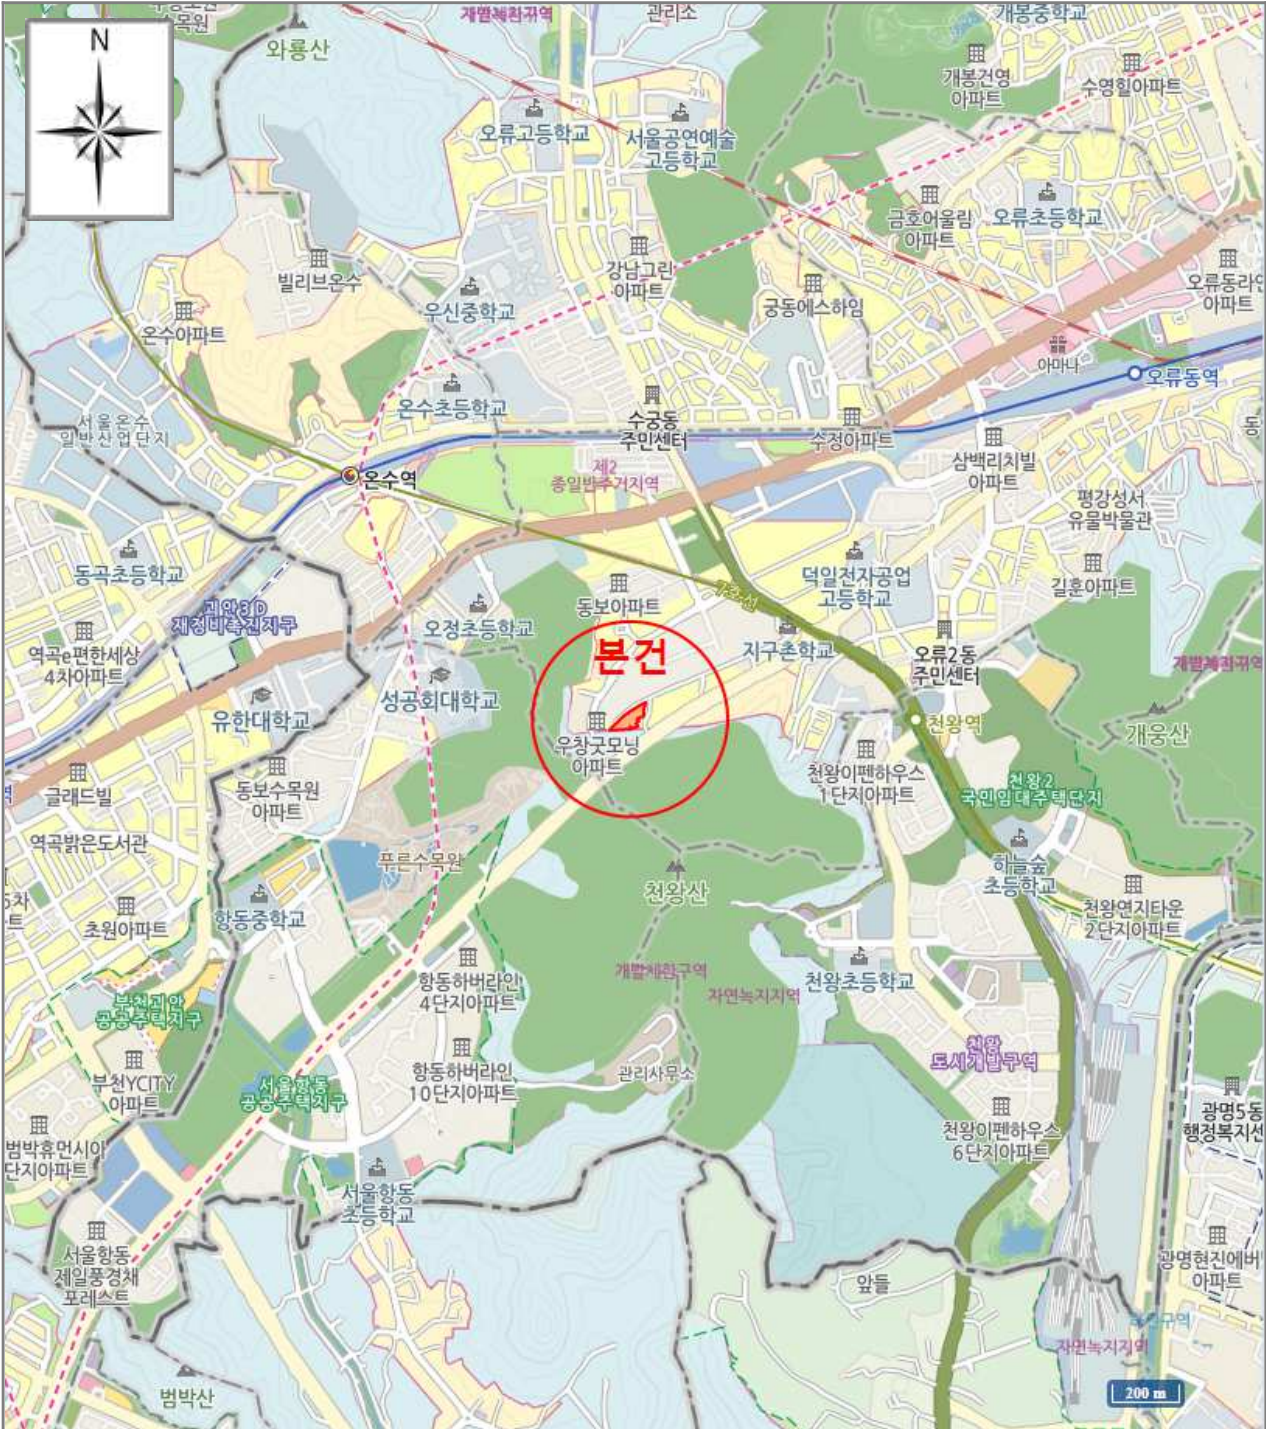 수목원
개발제한구역
관리소
개봉중학교
N
와룡산
개봉건영
아파트
수영힐아파트
오류고등학교
서울공연예술
고등학교
금호어울림
아파트
오류초등학교
빌리브온수
강남그린
아파트
우신중학교
궁동에스하임
오류동라인
아파트
온수아파트
아마나
오류동역
온수초등학교
서울온수
일반산업단지
수궁동
주민센터
수정아파트
동
삼백리치빌
아파트
제2
종일반주거지역
온수역
평강성서
유물박물관
동곡초등학교
덕일전자공업
고등학교
길훈아파트
동보아파트
괴안3D
재정비촉진지구
오정초등학교
지구촌학교
오류2동
주민센터
역곡e편한세상
4차아파트
본건
개발제한구역
성공회대학교
유한대학교
천왕역
개웅산
우창굿모닝
아파트
천왕이펜하우스
1단지아파트
천왕2
국민임대주택단지
역
글래드빌
동보수목원
아파트
역곡밝은도서관
푸른수목원
하늘숲
초등학교
천왕산
항동중학교
초원아파트
천왕연지타운
2단지아파트
항동하버라인
4단지아파트
개발제한구역
자연녹지지역
천왕초등학교
부천괴안
공공주택지구
천왕
도시개발구역
부천YCITY
아파트
서울항동
공공주택지구
항동하버라인
10단지아파트
관리사무소
광명5동
행정복지센
범박휴먼시아
단지아파트
천왕이펜하우스
6단지아파트
서울항동
초등학교
서울항동
제일풍경채
포레스트
앞들
광명현진에버
아파트
자연녹지지역
범박산
200 m